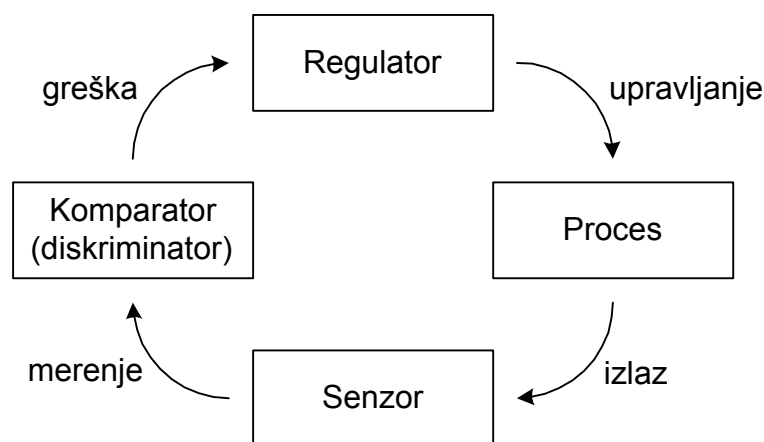 Regulator
greška
upravljanje
Komparator
(diskriminator)
Proces
merenje
izlaz
Senzor